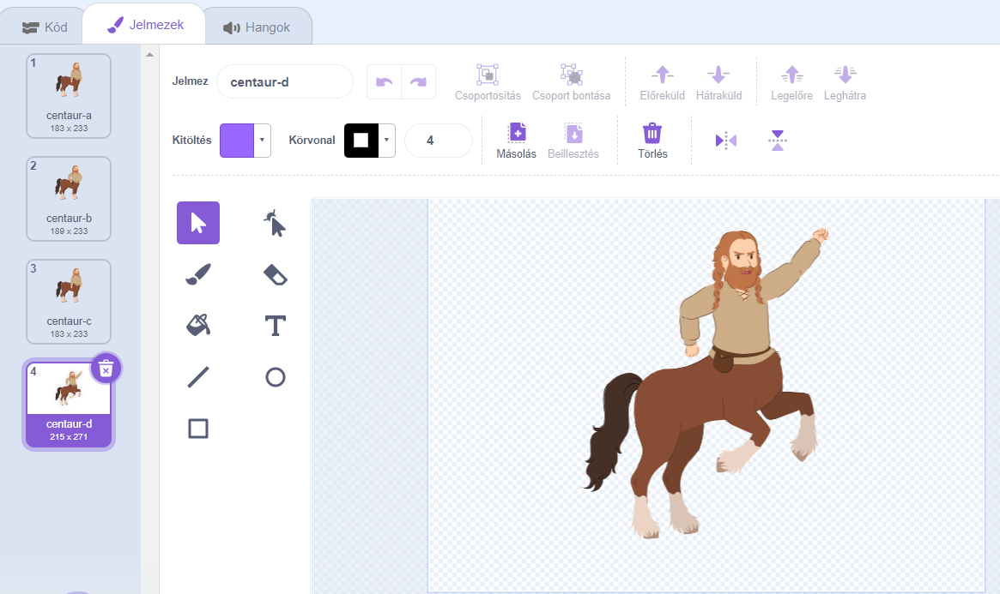 Kód
Jelmezek
Hangok
1
centaur-a
183 x 233
2
centaur-b
189 x 233
3
centaur-c
183 x 233
4
centaur-d
215 x 271
Jelmez
centaur-d
Csoportosítás
Csoport bontása
Előreküld
Hátraküld
Legelőre
Leghátra
Kitöltés
Körvonal
4
Másolás
Beillesztés
Törlés
T